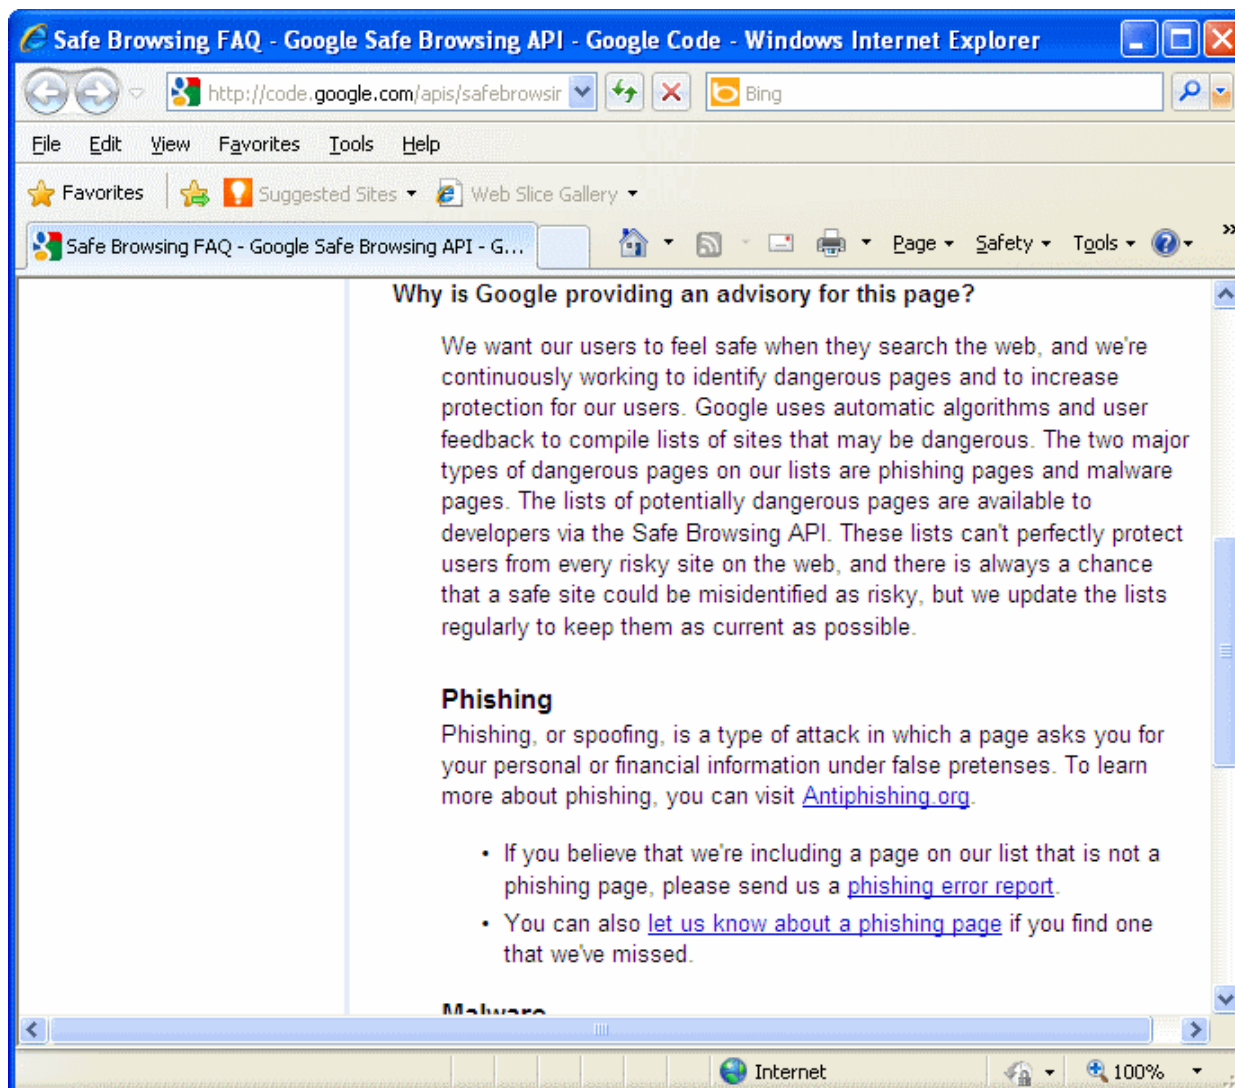 Safe Browsing FAQ - Google Safe Browsing API - Google Code - Windows Internet Explorer
http://code.google.com/apis/safebrowsir
Bing
File Edit View Favorites Tools Help
Favorites Suggested Sites Web Slice Gallery
Safe Browsing FAQ - Google Safe Browsing API - G... Page Safety Tools »
Why is Google providing an advisory for this page?
We want our users to feel safe when they search the web, and we're
continuously working to identify dangerous pages and to increase
protection for our users. Google uses automatic algorithms and user
feedback to compile lists of sites that may be dangerous. The two major
types of dangerous pages on our lists are phishing pages and malware
pages. The lists of potentially dangerous pages are available to
developers via the Safe Browsing API. These lists can't perfectly protect
users from every risky site on the web, and there is always a chance
that a safe site could be misidentified as risky, but we update the lists
regularly to keep them as current as possible.
Phishing
Phishing, or spoofing, is a type of attack in which a page asks you for
your personal or financial information under false pretenses. To learn
more about phishing, you can visit Antiphishing.org.
• If you believe that we're including a page on our list that is not a
phishing page, please send us a phishing error report.
• You can also let us know about a phishing page if you find one
that we've missed.
Malware
Internet 100%